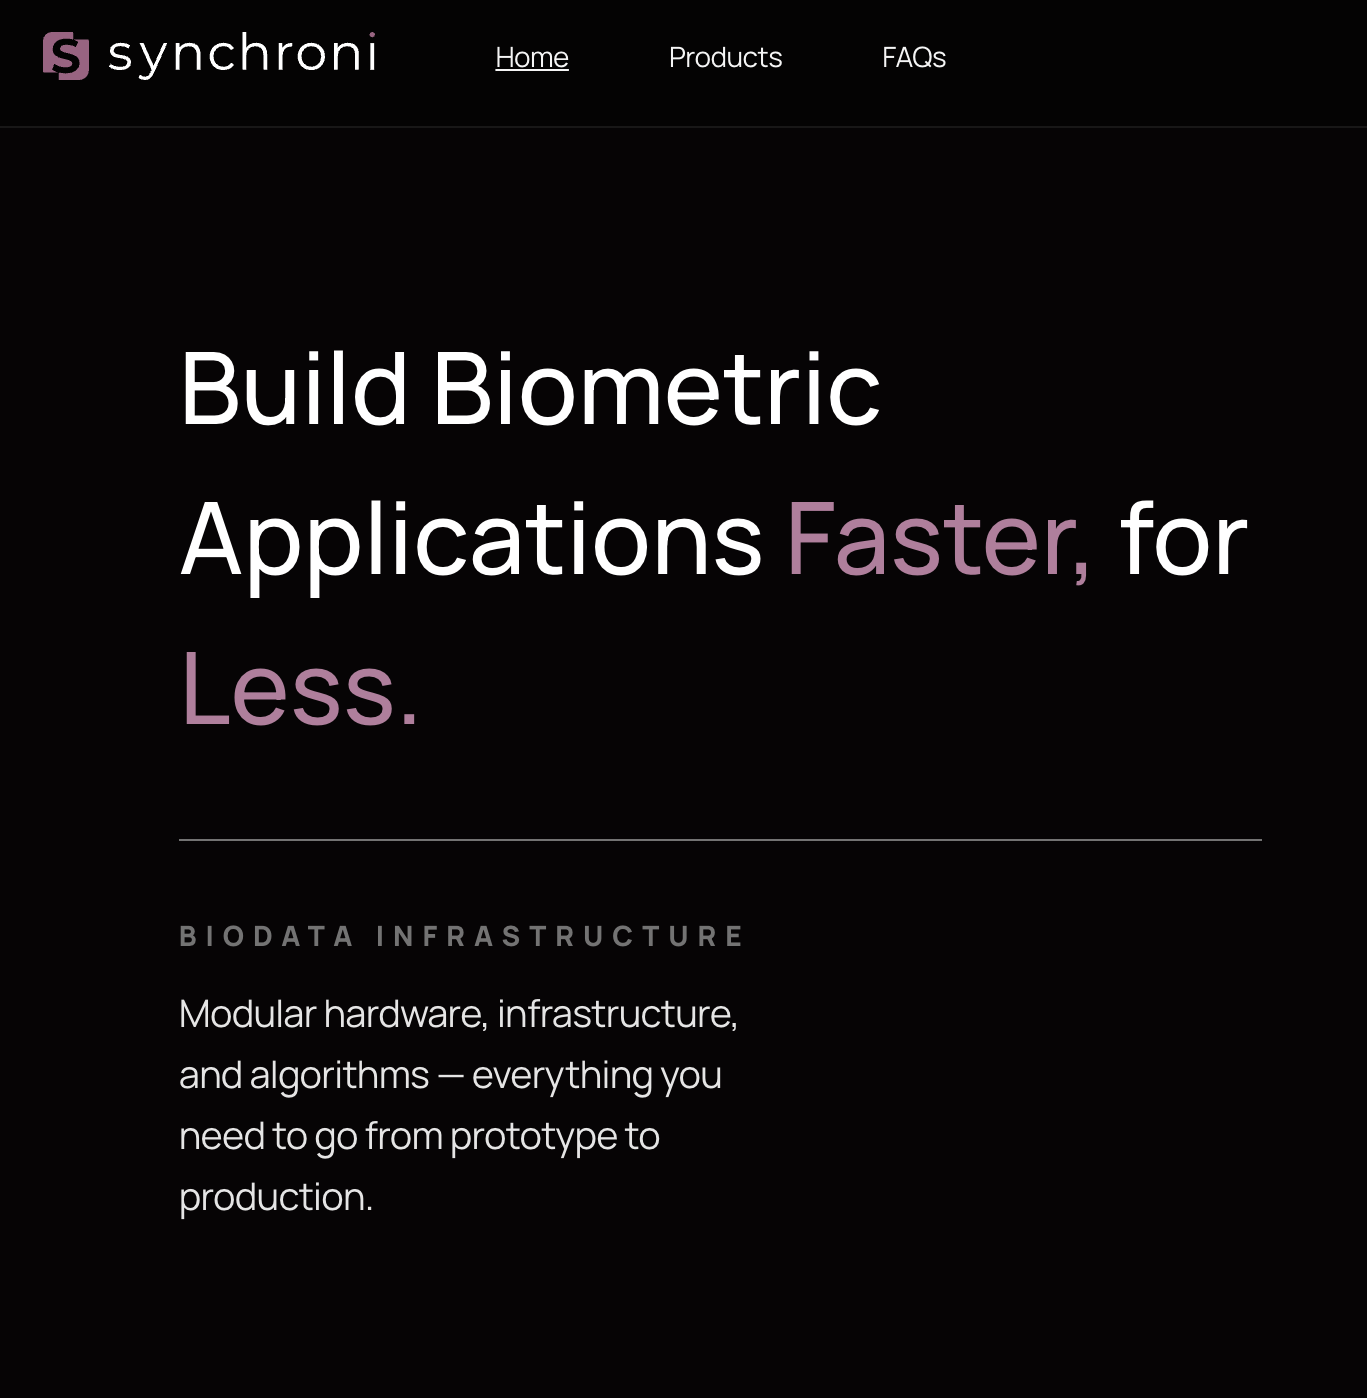 synchroni
Home
Products
FAQs
Build Biometric
Applications Faster, for
Less.
BIODATA INFRASTRUCTURE
Modular hardware, infrastructure,
and algorithms — everything you
need to go from prototype to
production.